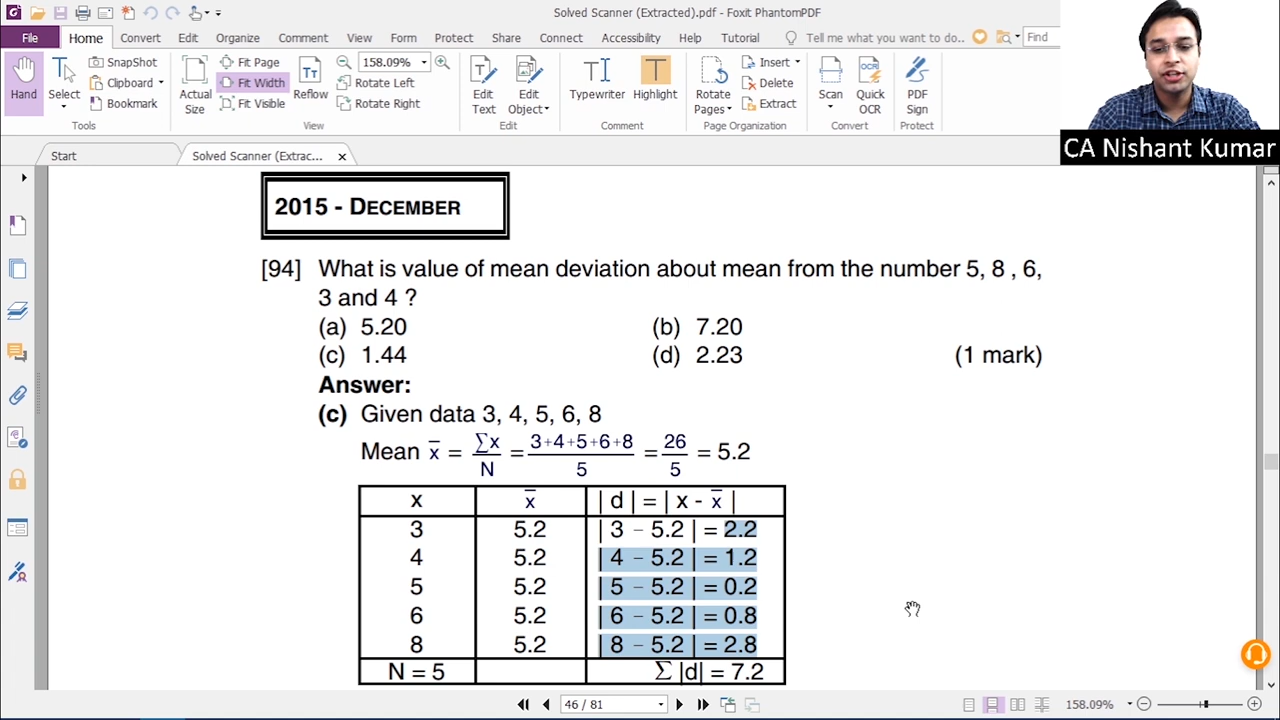 Solved Scanner (Extracted).pdf - Foxit PhantomPDF
File Home Convert Edit Organize Comment View Form Protect Share Connect Accessibility Help Tutorial Tell me what you want to do.. Find
Hand
Select
SnapShot
Clipboard
Bookmark
Tools
Actual Size
Fit Page
Fit Width
Fit Visible
Reflow
158.09%
Rotate Left
Rotate Right
View
Edit Text
Edit Object
Edit
Typewriter
Highlight
Comment
Rotate Pages
Insert
Delete
Extract
Page Organization
Scan
Quick OCR
Convert
PDF Sign
Protect
CA Nishant Kumar
Start
Solved Scanner (Extrac...
2015 - DECEMBER
[94] What is value of mean deviation about mean from the number 5, 8 , 6,
3 and 4 ?
(a) 5.20 (b) 7.20
(c) 1.44 (d) 2.23 (1 mark)
Answer:
(c) Given data 3, 4, 5, 6, 8
Mean x̅ = ∑x/N = 3+4+5+6+8/5 = 26/5 = 5.2
x x̅ | d | = | x - x̅ |
3 5.2 | 3 – 5.2 | = 2.2
4 5.2 | 4 – 5.2 | = 1.2
5 5.2 | 5 – 5.2 | = 0.2
6 5.2 | 6 – 5.2 | = 0.8
8 5.2 | 8 – 5.2 | = 2.8
N = 5 ∑ |d| = 7.2
46 / 81
158.09%